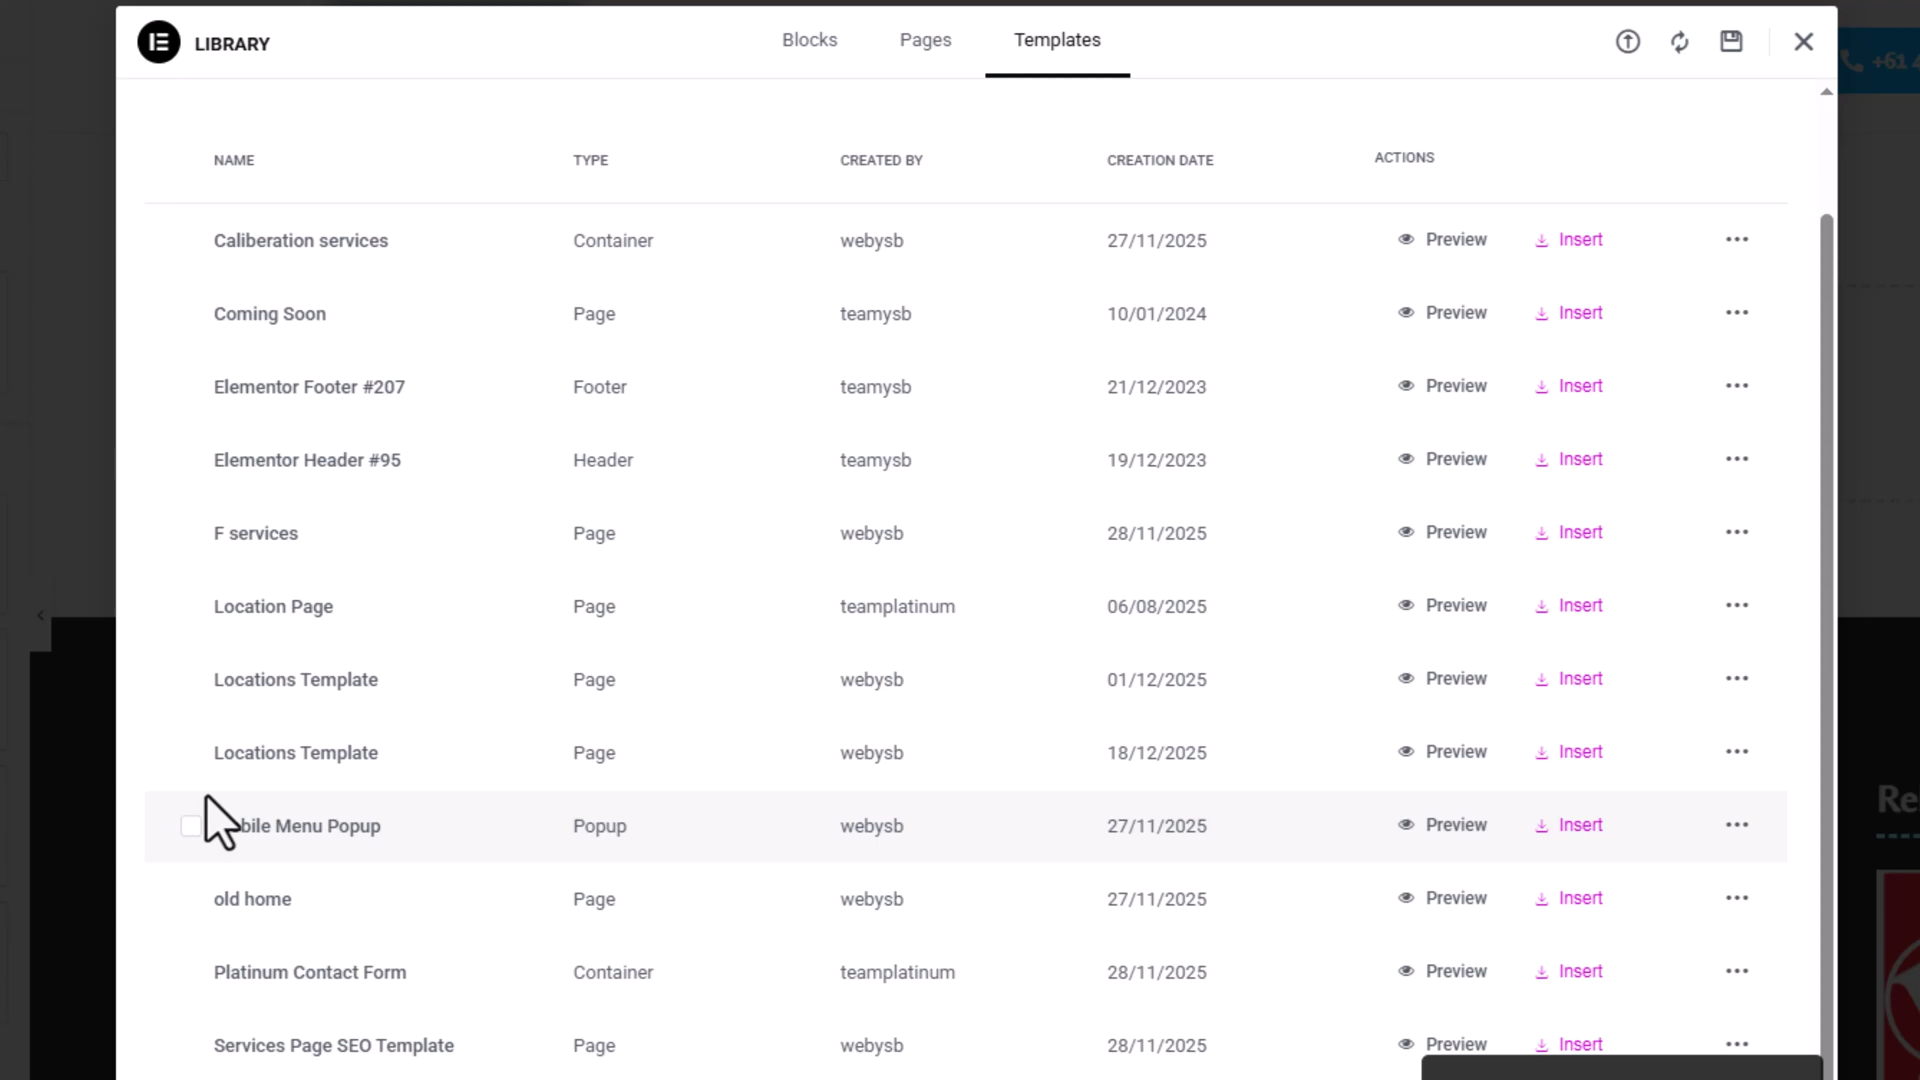 LIBRARY Blocks Pages Templates
+61 4
NAME TYPE CREATED BY CREATION DATE ACTIONS
Caliberation services Container webysb 27/11/2025 Preview Insert
Coming Soon Page teamysb 10/01/2024 Preview Insert
Elementor Footer #207 Footer teamysb 21/12/2023 Preview Insert
Elementor Header #95 Header teamysb 19/12/2023 Preview Insert
F services Page webysb 28/11/2025 Preview Insert
Location Page Page teamplatinum 06/08/2025 Preview Insert
Locations Template Page webysb 01/12/2025 Preview Insert
Locations Template Page webysb 18/12/2025 Preview Insert
Re
bile Menu Popup Popup webysb 27/11/2025 Preview Insert
old home Page webysb 27/11/2025 Preview Insert
Platinum Contact Form Container teamplatinum 28/11/2025 Preview Insert
Services Page SEO Template Page webysb 28/11/2025 Preview Insert